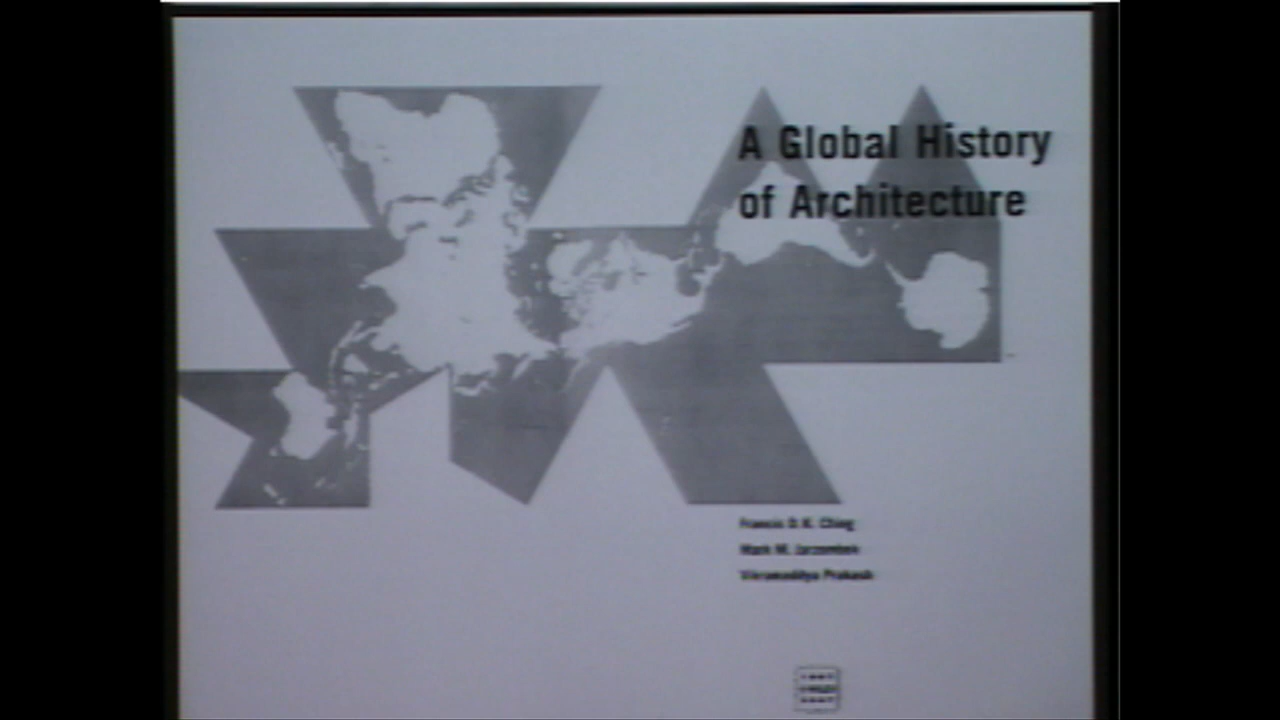 A Global History
of Architecture
Francis D.K. Ching
Mark M. Jarzombek
Vikramaditya Prakash